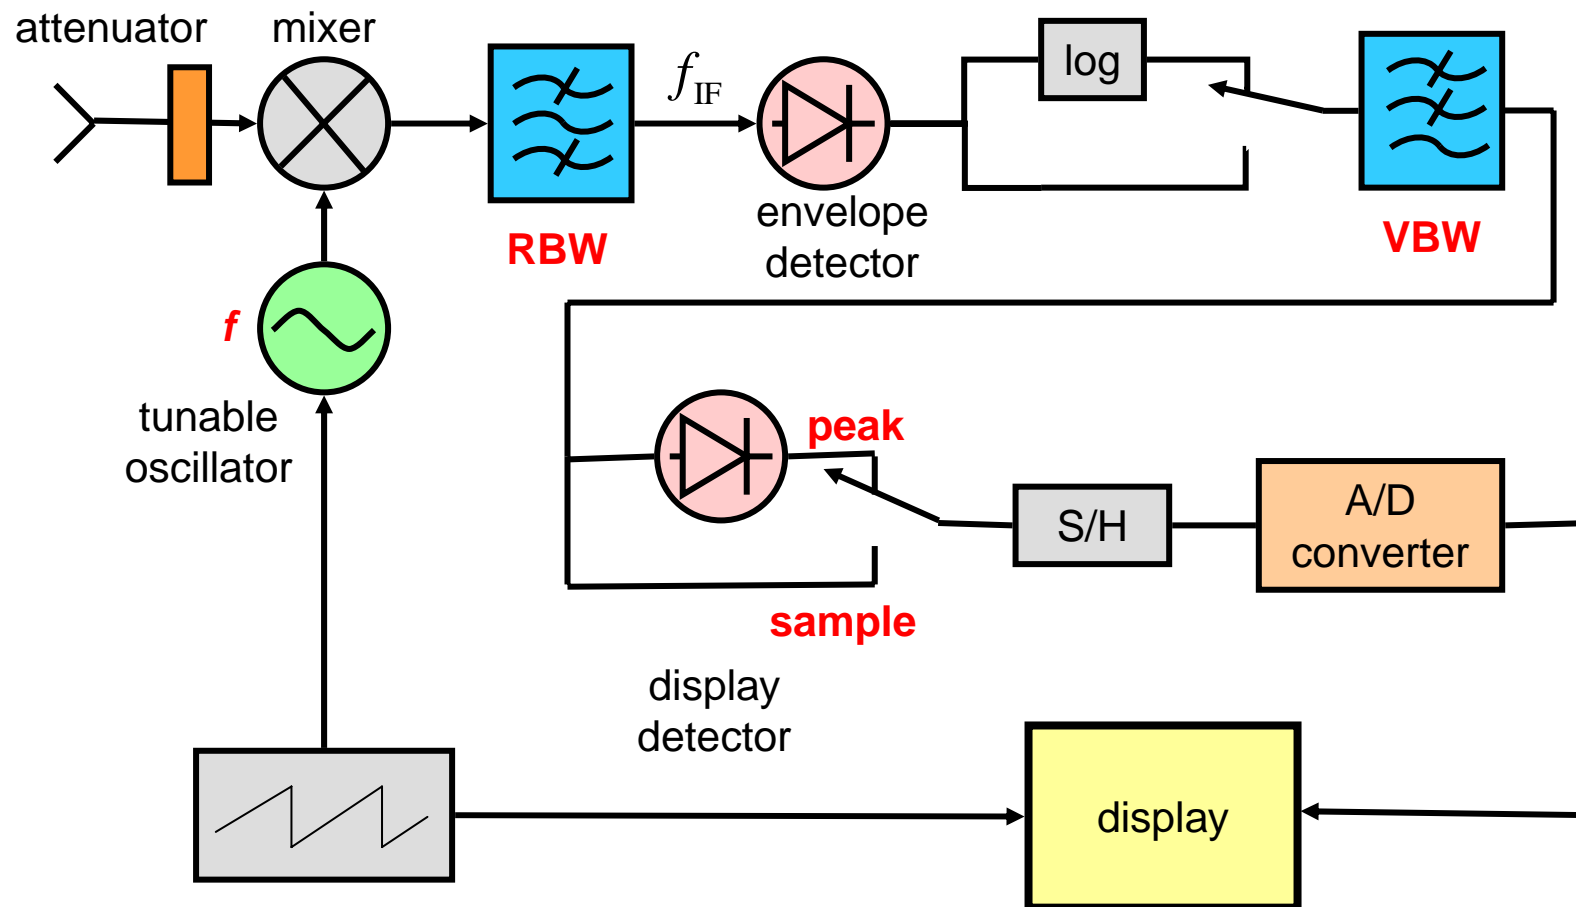 attenuator
mixer
f_IF
log
RBW
envelope
detector
VBW
f
tunable
oscillator
peak
S/H
A/D
converter
sample
display
detector
display